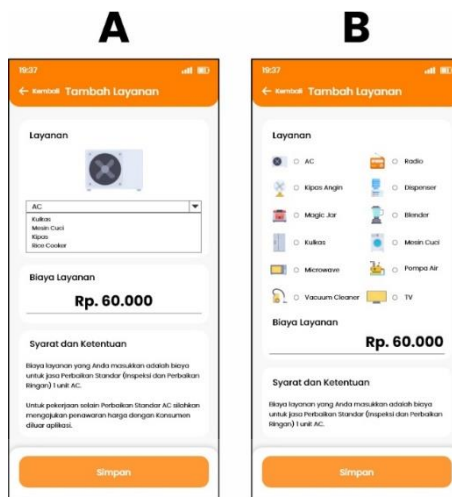 A
19:37
Kembali Tambah Layanan
Layanan
AC
Kulkas
Mesin Cuci
Kipas
Rice Cooker
Biaya Layanan
Rp. 60.000
Syarat dan Ketentuan
Biaya layanan yang Anda masukkan adalah biaya
untuk jasa Perbaikan Standar (Inspeksi dan Perbaikan
Ringan) 1 unit AC.
Untuk pekerjaan selain Perbaikan Standar AC silahkan
mengajukan penawaran harga dengan Konsumen
diluar aplikasi.
Simpan
B
19:37
Kembali Tambah Layanan
Layanan
AC
Radio
Kipas Angin
Dispenser
Magic Jar
Blender
Kulkas
Mesin Cuci
Microwave
Pompa Air
Vacuum Cleaner
TV
Biaya Layanan
Rp. 60.000
Syarat dan Ketentuan
Biaya layanan yang Anda masukkan adalah biaya
untuk jasa Perbaikan Standar (Inspeksi dan Perbaikan
Ringan) 1 unit AC.
Simpan